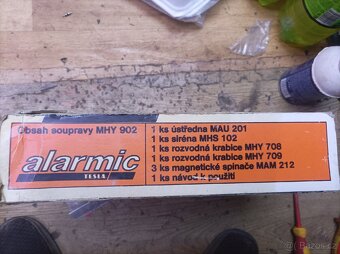 Obsah soupravy MHY 902
alarmic
TESLA
1 ks ústředna MAU 201
1 ks siréna MHS 102
1 ks rozvodná krabice MHY 708
1 ks rozvodná krabice MHY 709
3 ks magnetické spínače MAM 212
1 ks návod k použití
Bazos.cz